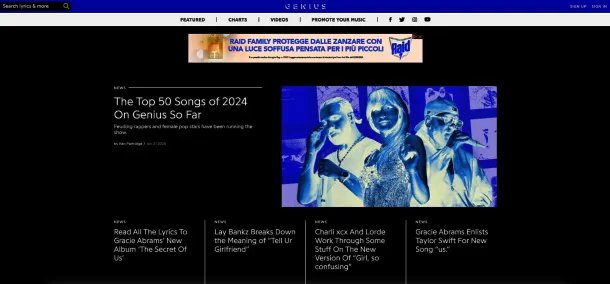 Search lyrics & more
GENIUS
SIGN UP
SIGN IN
FEATURED
CHARTS
VIDEOS
PROMOTE YOUR MUSIC
RAID FAMILY PROTEGGE DALLE ZANZARE CON
UNA LUCE SOFFUSA PENSATA PER I PIÙ PICCOLI
Raid
NEWS
The Top 50 Songs of 2024
On Genius So Far
Feuding rappers and female pop stars have been running the
show.
NEWS
Read All The Lyrics To
Gracie Abrams' New
Album 'The Secret Of
Us'
NEWS
Lay Bankz Breaks Down
the Meaning of "Tell Ur
Girlfriend"
NEWS
Charli xcx And Lorde
Work Through Some
Stuff On The New
Version Of "Girl, so
confusing"
NEWS
Gracie Abrams Enlists
Taylor Swift For New
Song "us."